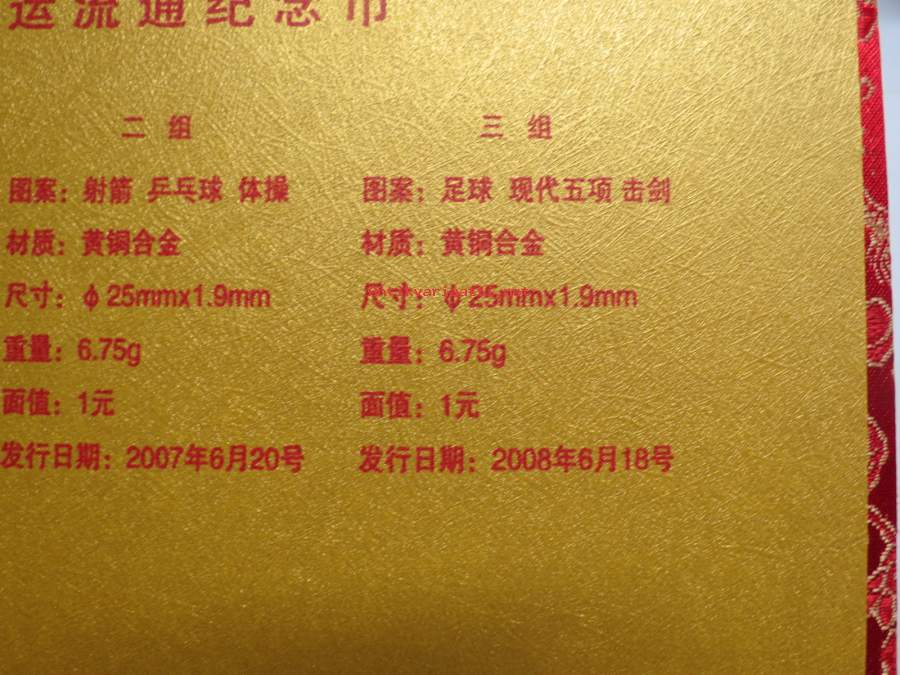 运流通纪念币
二 组
图案：射箭 乒乓球 体操
材质：黄铜合金
尺寸：ф25mmx1.9mm
重量：6.75g
面值：1元
发行日期：2007年6月20号
三 组
图案：足球 现代五项 击剑
材质：黄铜合金
尺寸：ф25mmx1.9mm
重量：6.75g
面值：1元
发行日期：2008年6月18号